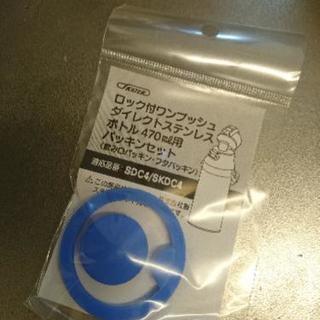 SKATER
ロック付ワンプッシュ
ダイレクトステンレス
ボトル470㎖用
パッキンセット
(飲み口パッキン・フタパッキン)
適応品番:SDC4/SKDC4